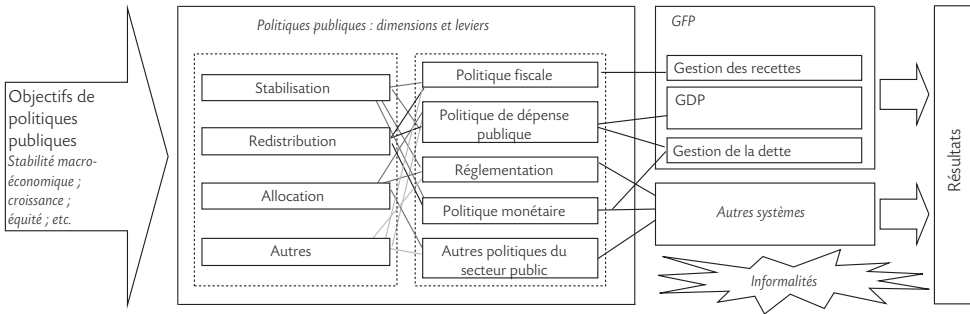 Objectifs de
politiques
publiques
Stabilité macro-
économique ;
croissance ;
équité ; etc.
Politiques publiques : dimensions et leviers
Stabilisation
Redistribution
Allocation
Autres
Politique fiscale
Politique de dépense
publique
Réglementation
Politique monétaire
Autres politiques du
secteur public
GFP
Gestion des recettes
GDP
Gestion de la dette
Autres systèmes
Informalités
Résultats